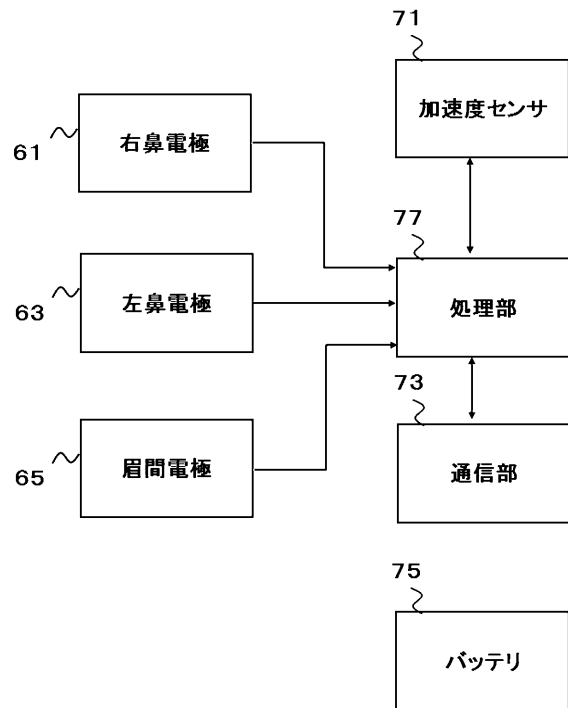 71
加速度センサ
61
右鼻電極
77
処理部
63
左鼻電極
73
通信部
65
眉間電極
75
バッテリ